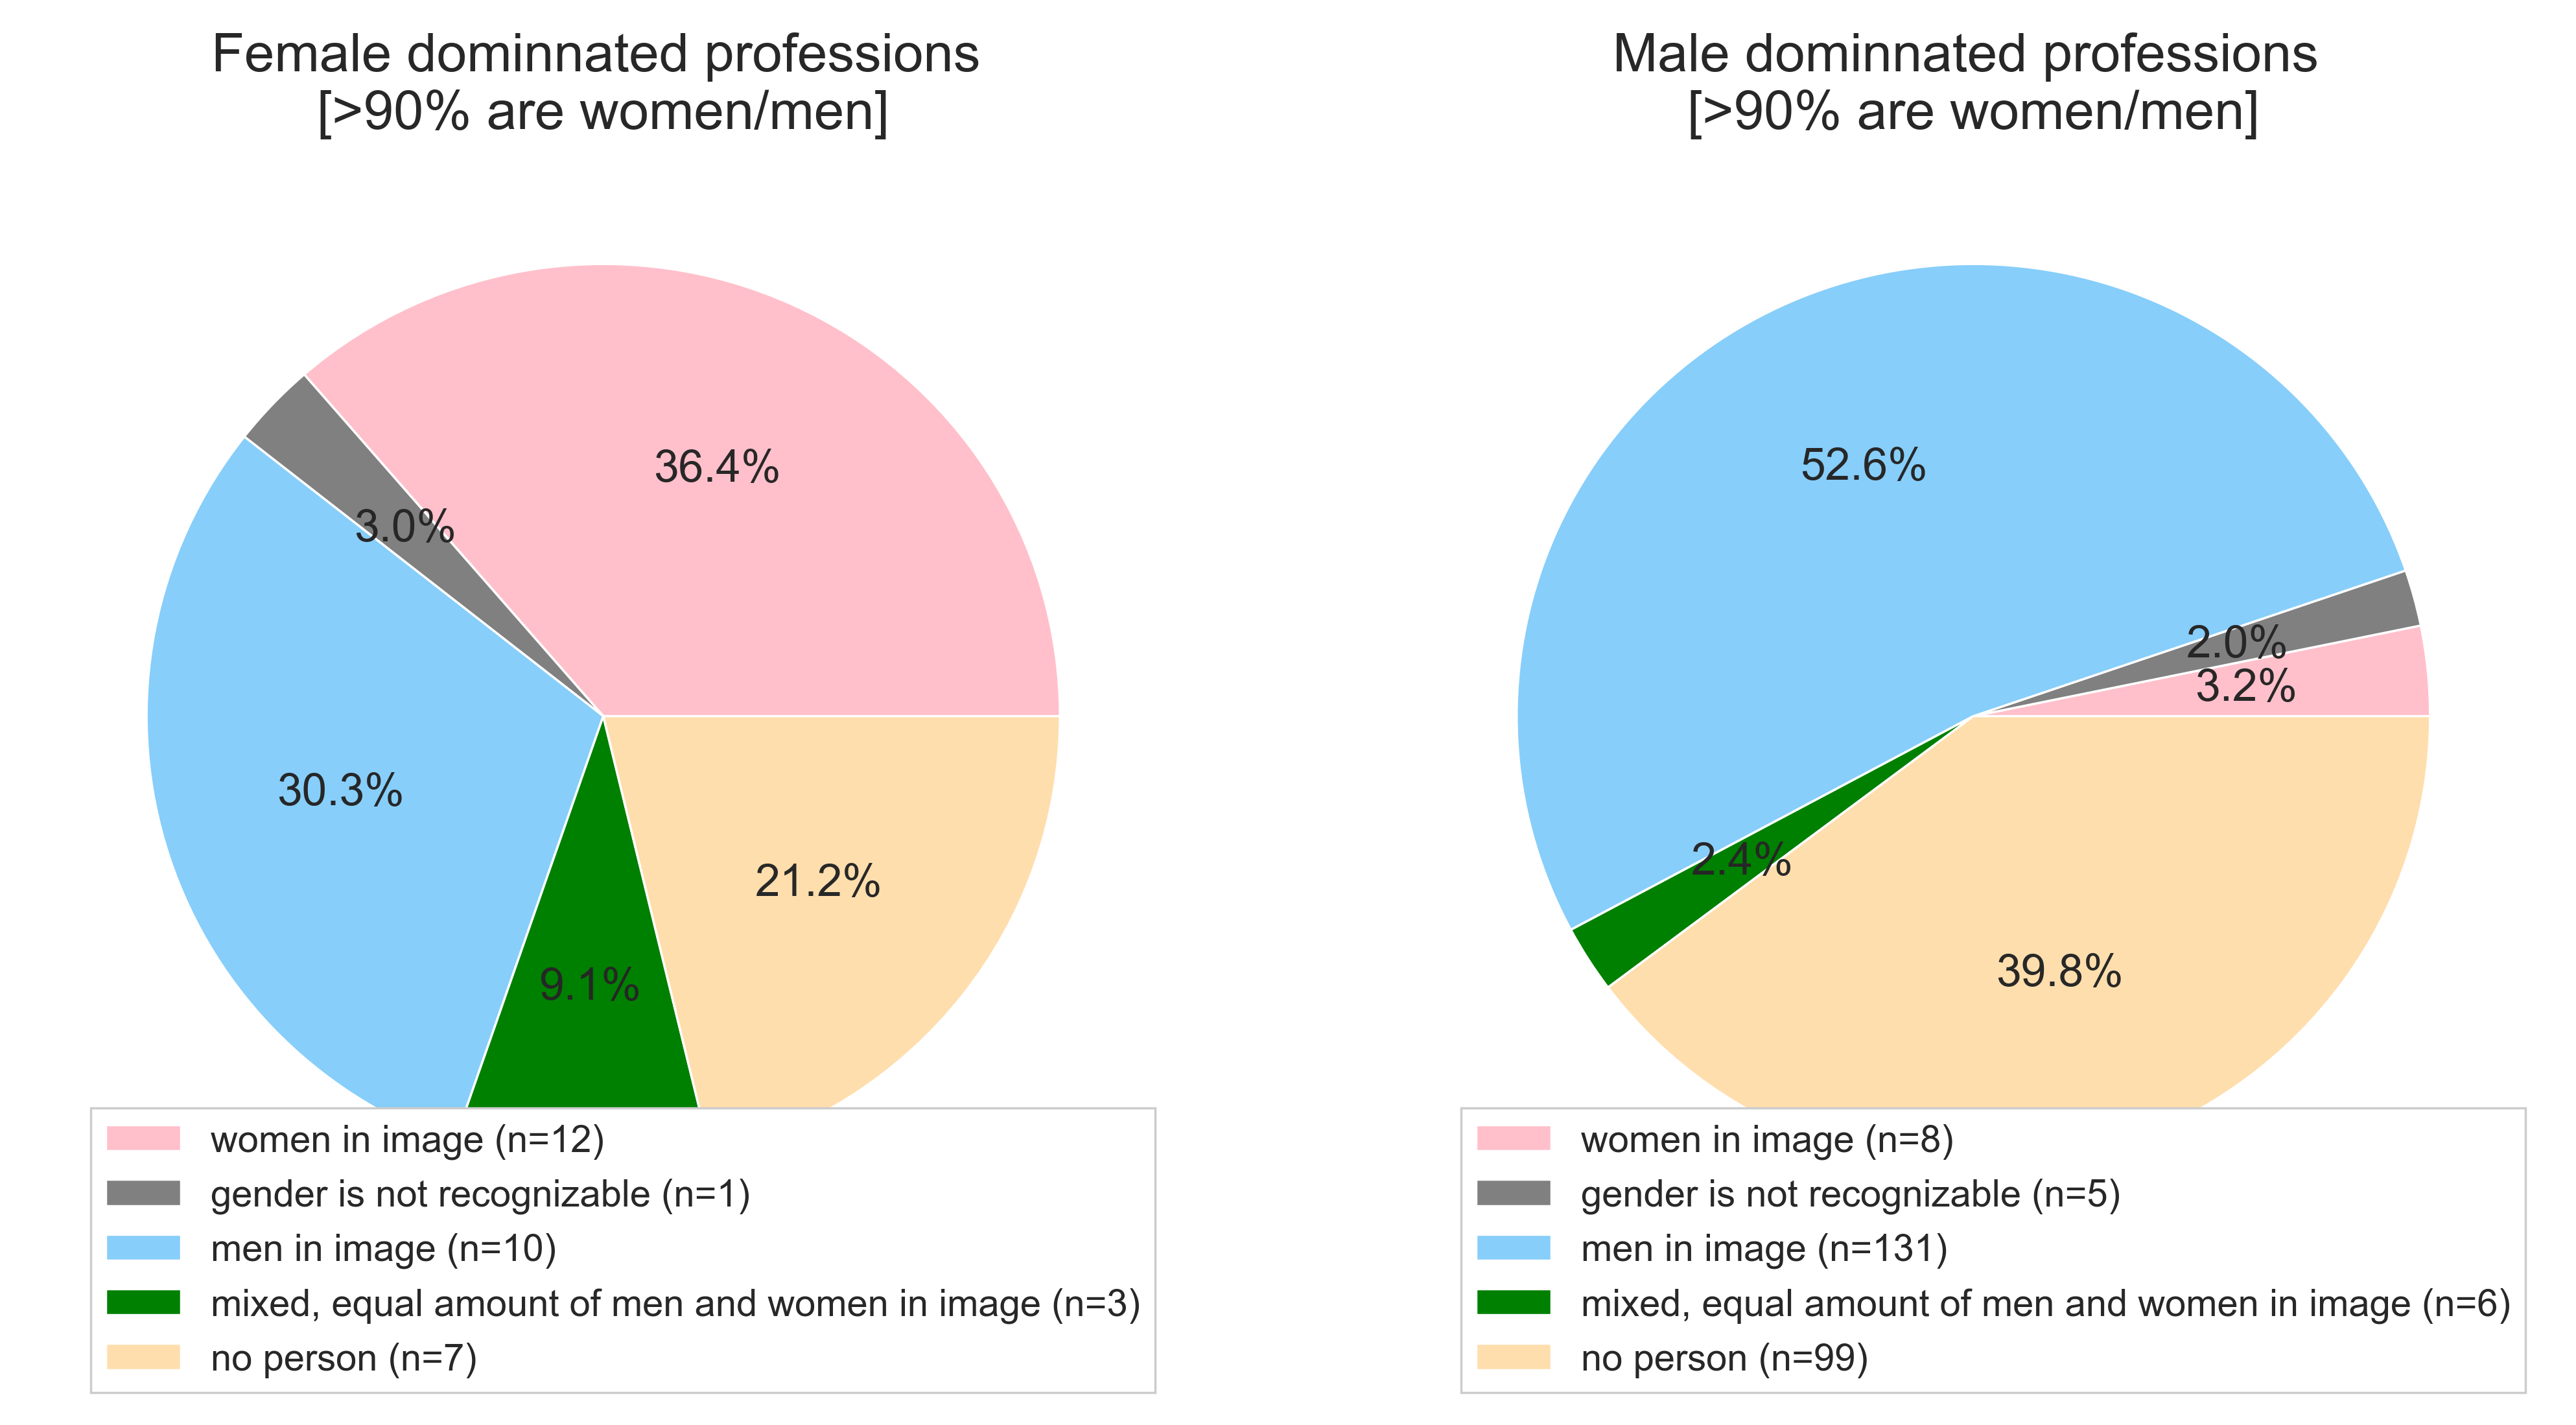 Female dominnated professions
[>90% are women/men]
36.4%
3.0%
30.3%
21.2%
9.1%
women in image (n=12)
gender is not recognizable (n=1)
men in image (n=10)
mixed, equal amount of men and women in image (n=3)
no person (n=7)
Male dominnated professions
[>90% are women/men]
52.6%
2.0%
3.2%
2.4%
39.8%
women in image (n=8)
gender is not recognizable (n=5)
men in image (n=131)
mixed, equal amount of men and women in image (n=6)
no person (n=99)